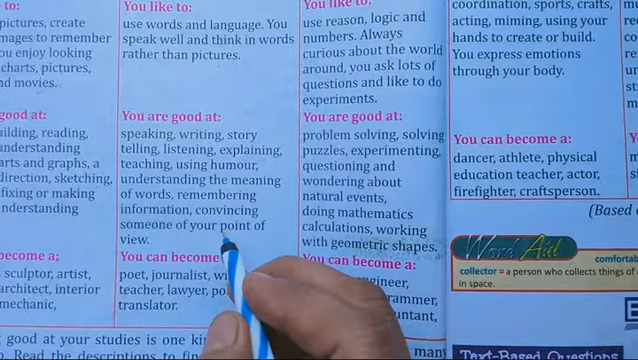 pictures, create
images to remember
you enjoy looking
charts, pictures,
and movies.
good at:
building, reading,
understanding
charts and graphs, a
direction, sketching,
fixing or making
understanding
become a:
sculptor, artist,
architect, interior
mechanic,
You like to:
use words and language. You
speak well and think in words
rather than pictures.
You are good at:
speaking, writing, story
telling, listening, explaining,
teaching, using humour,
understanding the meaning
of words, remembering
information, convincing
someone of your point of
view.
You can become
poet, journalist,
teacher, lawyer,
translator.
You like to:
use reason, logic and
numbers. Always
curious about the world
around, you ask lots of
questions and like to do
experiments.
You are good at:
problem solving, solving
puzzles, experimenting,
questioning and
wondering about
natural events,
doing mathematics
calculations, working
with geometric shapes.
You can become a:
engineer,
coordination, sports, crafts,
acting, miming, using your
hands to create or build.
You express emotions
through your body.
You can become a:
dancer, athlete, physical
education teacher, actor,
firefighter, craftsperson.
(Based
Word Aid
comfortab
collector = a person who collects things of
in space.
E
good at your studies is one
Read the descriptions to
many
Text-Based Questions